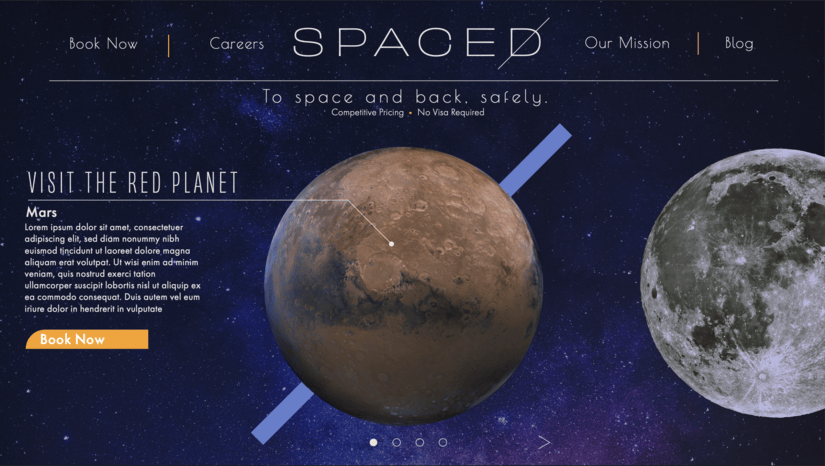 Book Now
Careers
SPACED
Our Mission
Blog
To space and back, safely.
Competitive Pricing • No Visa Required
VISIT THE RED PLANET
Mars
Lorem ipsum dolor sit amet, consectetuer
adipiscing elit, sed diam nonummy nibh
euismod tincidunt ut laoreet dolore magna
aliquam erat volutpat. Ut wisi enim ad minim
veniam, quis nostrud exerci tation
ullamcorper suscipit lobortis nisl ut aliquip ex
ea commodo consequat. Duis autem vel eum
iriure dolor in hendrerit in vulputate
Book Now